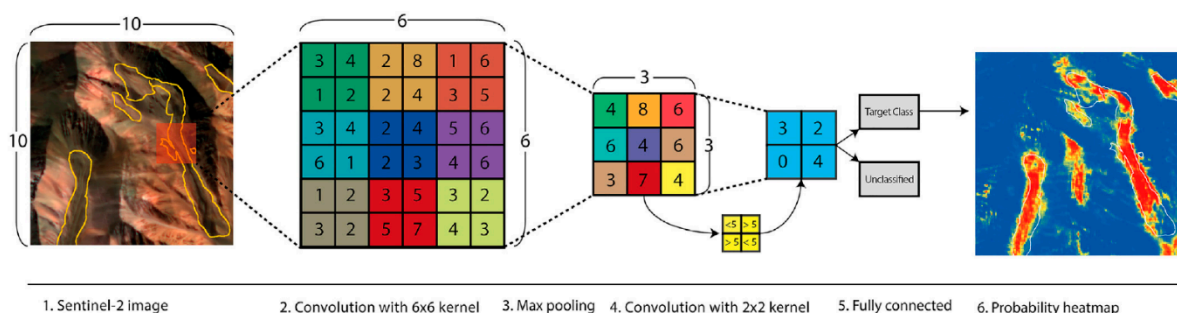 10
10
6
6
3 4 2 8 1 6
1 2 2 4 3 5
3 4 2 4 5 6
6 1 2 3 4 6
1 2 3 5 3 2
3 2 5 7 4 3
3
3
4 8 6
6 4 6
3 7 4
<5 >5
>5 <5
3 2
0 4
Target Class
Unclassified
1. Sentinel-2 image
2. Convolution with 6x6 kernel
3. Max pooling
4. Convolution with 2x2 kernel
5. Fully connected
6. Probability heatmap